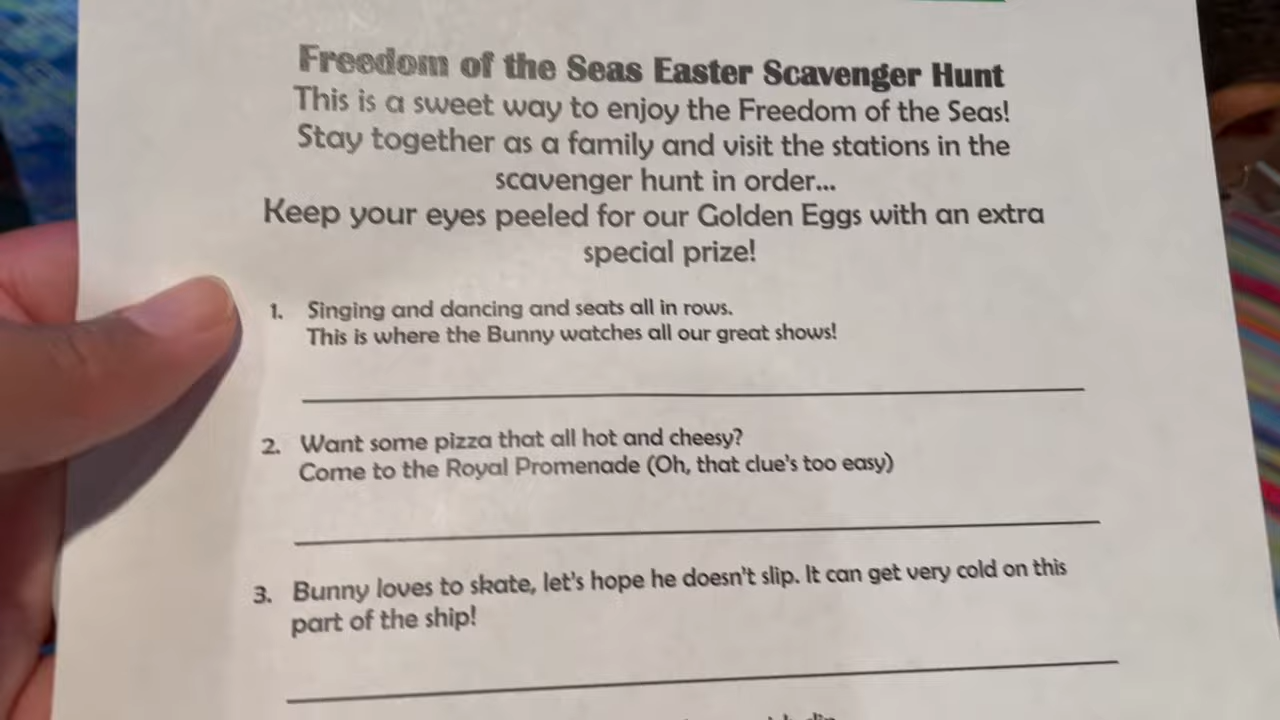 Freedom of the Seas Easter Scavenger Hunt
This is a sweet way to enjoy the Freedom of the Seas!
Stay together as a family and visit the stations in the
scavenger hunt in order...
Keep your eyes peeled for our Golden Eggs with an extra
special prize!
1. Singing and dancing and seats all in rows.
This is where the Bunny watches all our great shows!
2. Want some pizza that all hot and cheesy?
Come to the Royal Promenade (Oh, that clue's too easy)
3. Bunny loves to skate, let's hope he doesn't slip. It can get very cold on this
part of the ship!